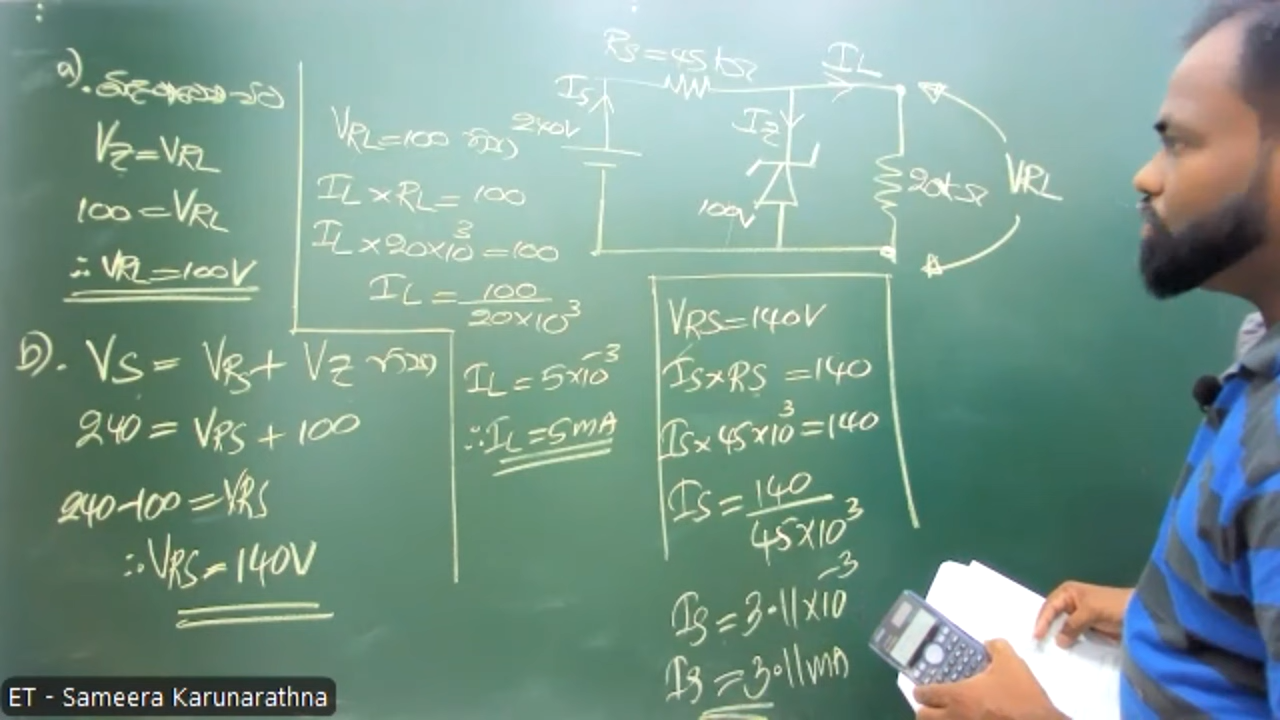 a).
VZ = VRL
100 = VRL
∴ VRL = 100V
b). VS = VRS + VZ නිසා
240 = VRS + 100
240-100 = VRS
∴ VRS = 140V
VRL = 100 නිසා
IL × RL = 100
IL × 20×10³ = 100
IL = 100 / 20×10³
IL = 5×10⁻³
∴ IL = 5mA
RS = 45kΩ
IL
IS
240V
IZ
100V
20kΩ
VRL
VRS = 140V
IS×RS = 140
IS×45×10³ = 140
IS = 140 / 45×10³
IS = 3.11×10⁻³
IS = 3.11mA
ET - Sameera Karunarathna